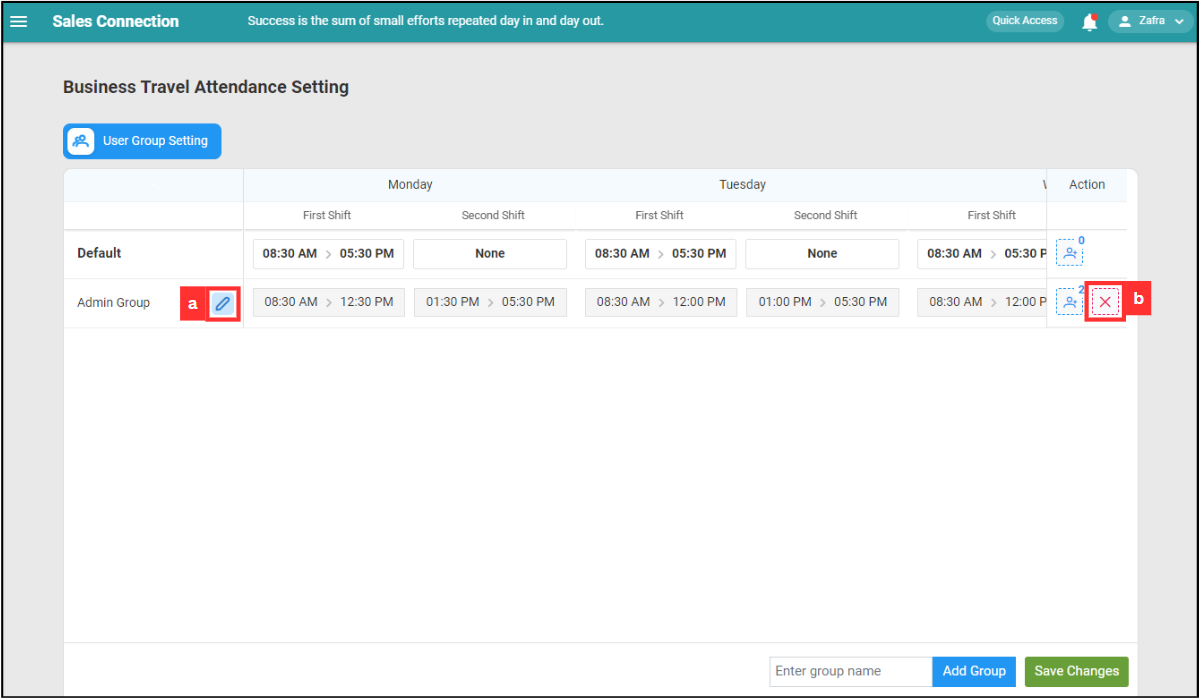 Sales Connection Success is the sum of small efforts repeated day in and day out. Quick Access Zafra
Business Travel Attendance Setting
User Group Setting
Monday Tuesday Action
First Shift Second Shift First Shift Second Shift First Shift
Default 08:30 AM > 05:30 PM None 08:30 AM > 05:30 PM None 08:30 AM > 05:30 P 0
Admin Group a 08:30 AM > 12:30 PM 01:30 PM > 05:30 PM 08:30 AM > 12:00 PM 01:00 PM > 05:30 PM 08:30 AM > 12:00 P 2 b
Enter group name Add Group Save Changes